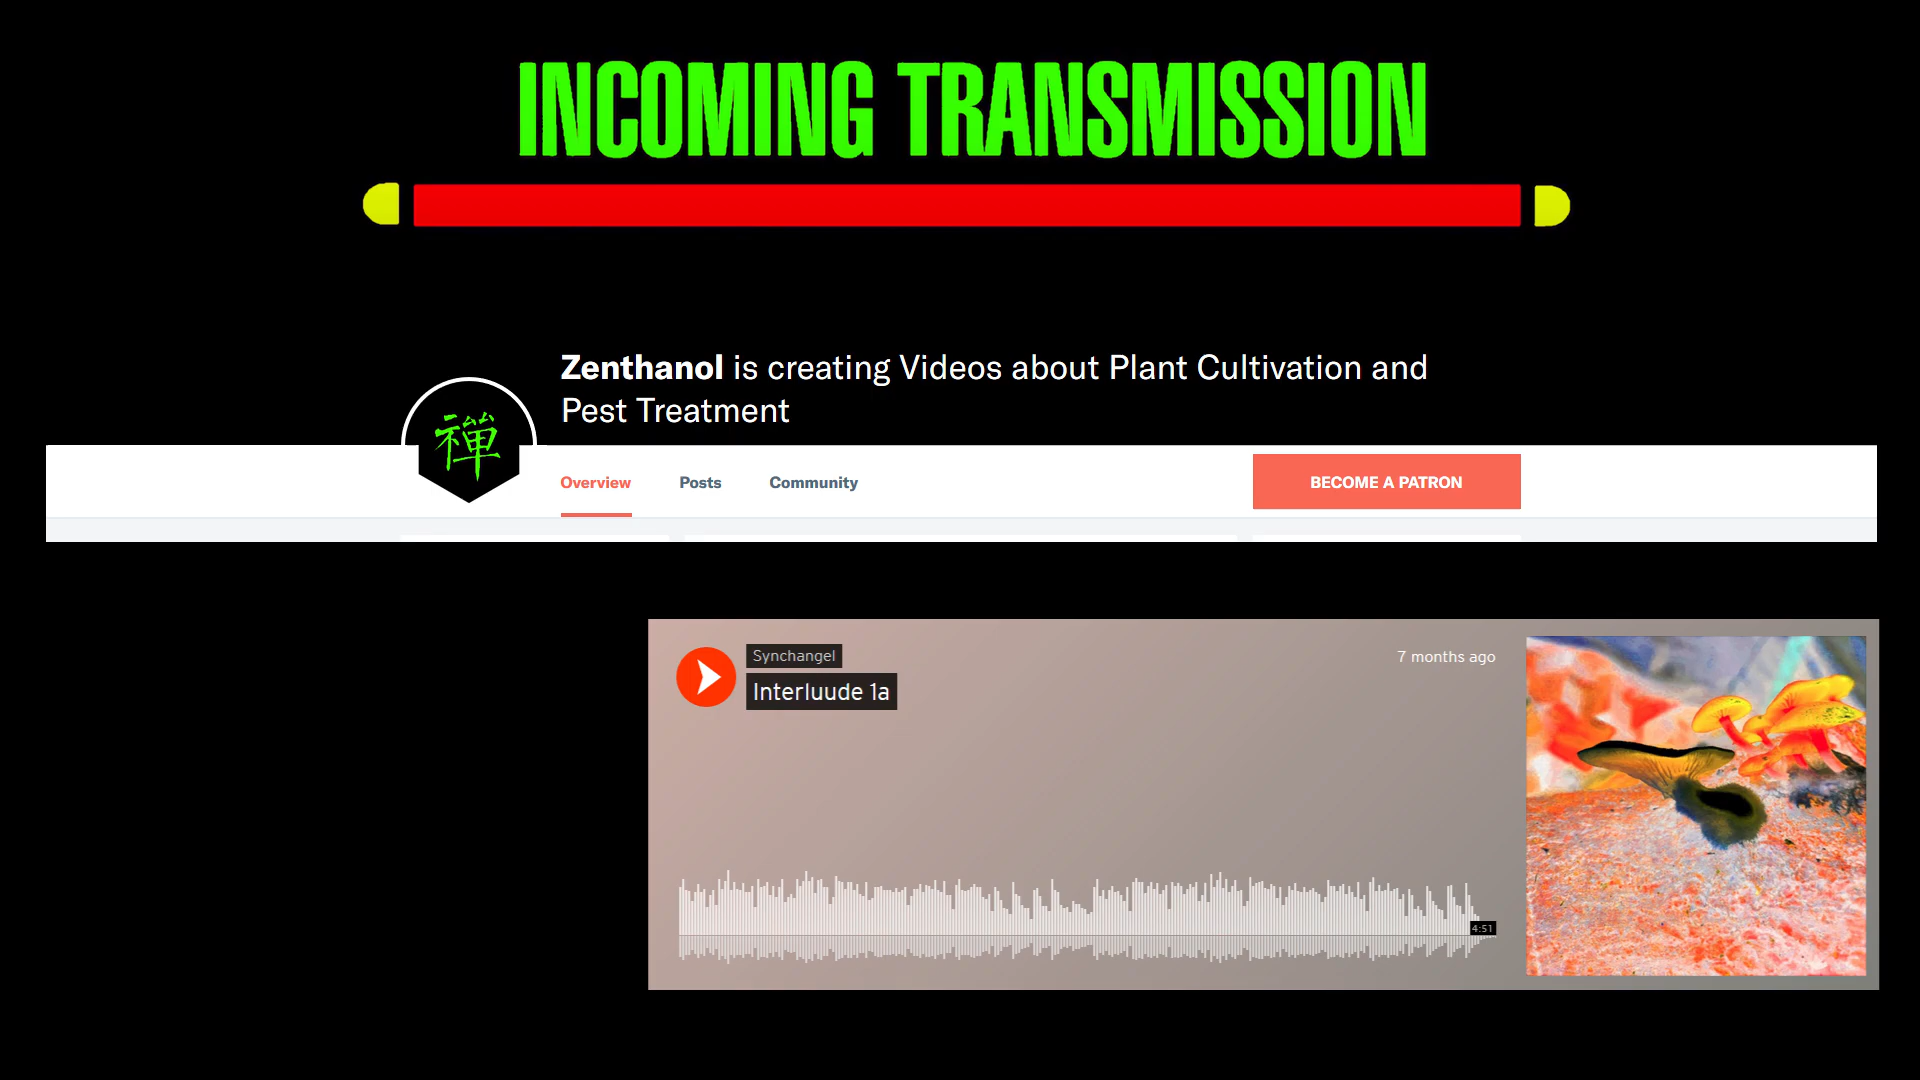 INCOMING TRANSMISSION
Zenthanol is creating Videos about Plant Cultivation and
Pest Treatment
禪
Overview Posts Community BECOME A PATRON
Synchangel
7 months ago
Interluude 1a
4:51